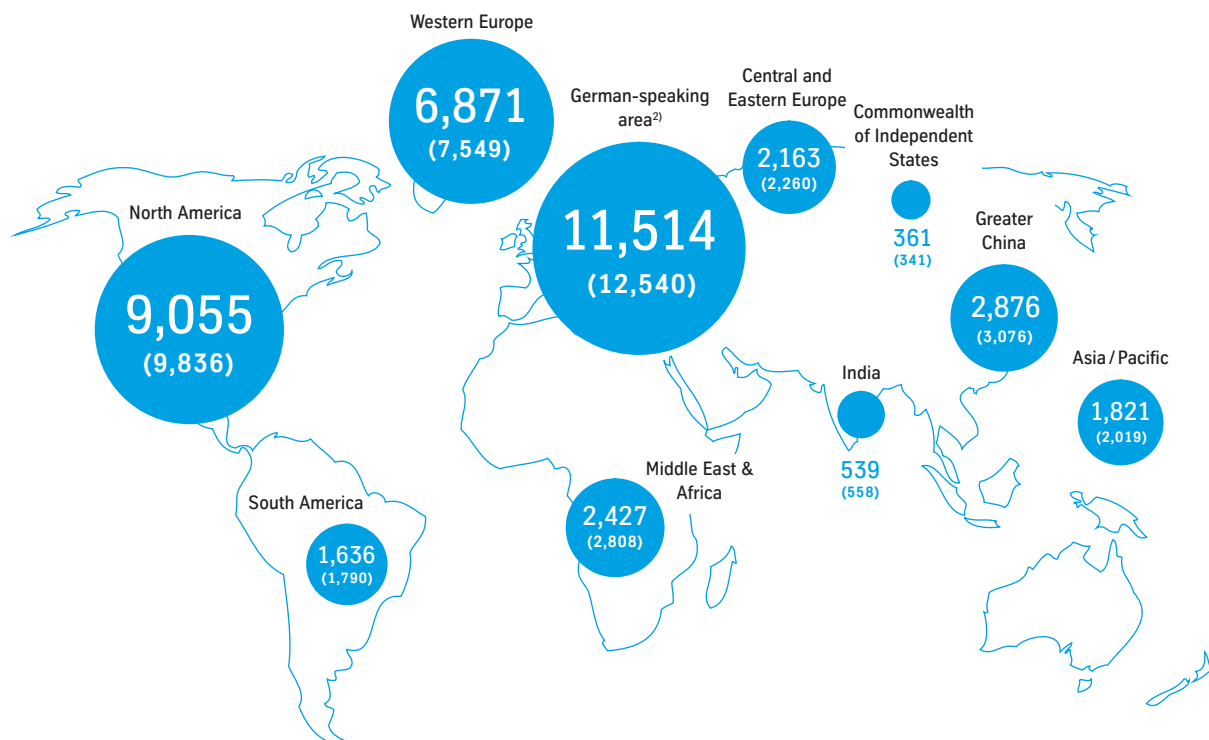 Western Europe
6,871
(7,549)
German-speaking
area2)
11,514
(12,540)
Central and
Eastern Europe
2,163
(2,260)
Commonwealth
of Independent
States
361
(341)
North America
9,055
(9,836)
Greater
China
2,876
(3,076)
India
539
(558)
Asia / Pacific
1,821
(2,019)
Middle East &
Africa
2,427
(2,808)
South America
1,636
(1,790)